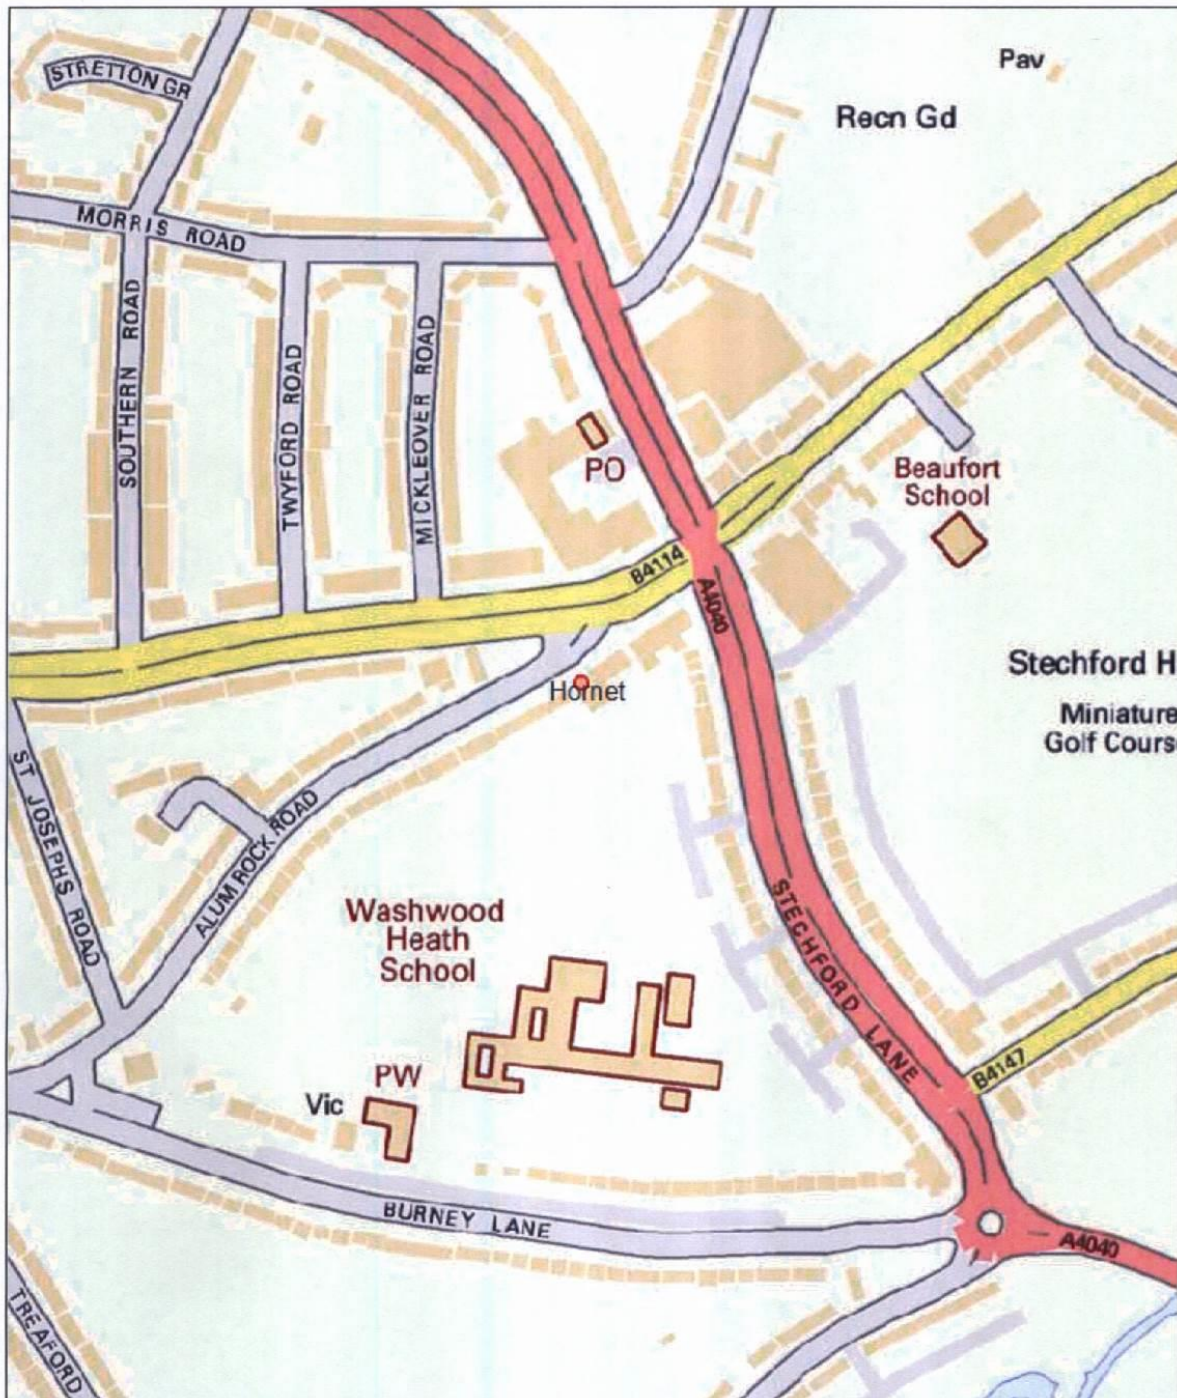 Pav
STRETTON GR
Recn Gd
MORRIS ROAD
SOUTHERN ROAD
TWYFORD ROAD
MICKLEOVER ROAD
PO
Beaufort
School
B4114
A4040
Stechford H
Hornet
Miniature
Golf Cours
ST JOSEPHS ROAD
ALUM ROCK ROAD
Washwood
Heath
School
STECHFORD LANE
B4147
PW
Vic
BURNEY LANE
A4040
TREAFORD